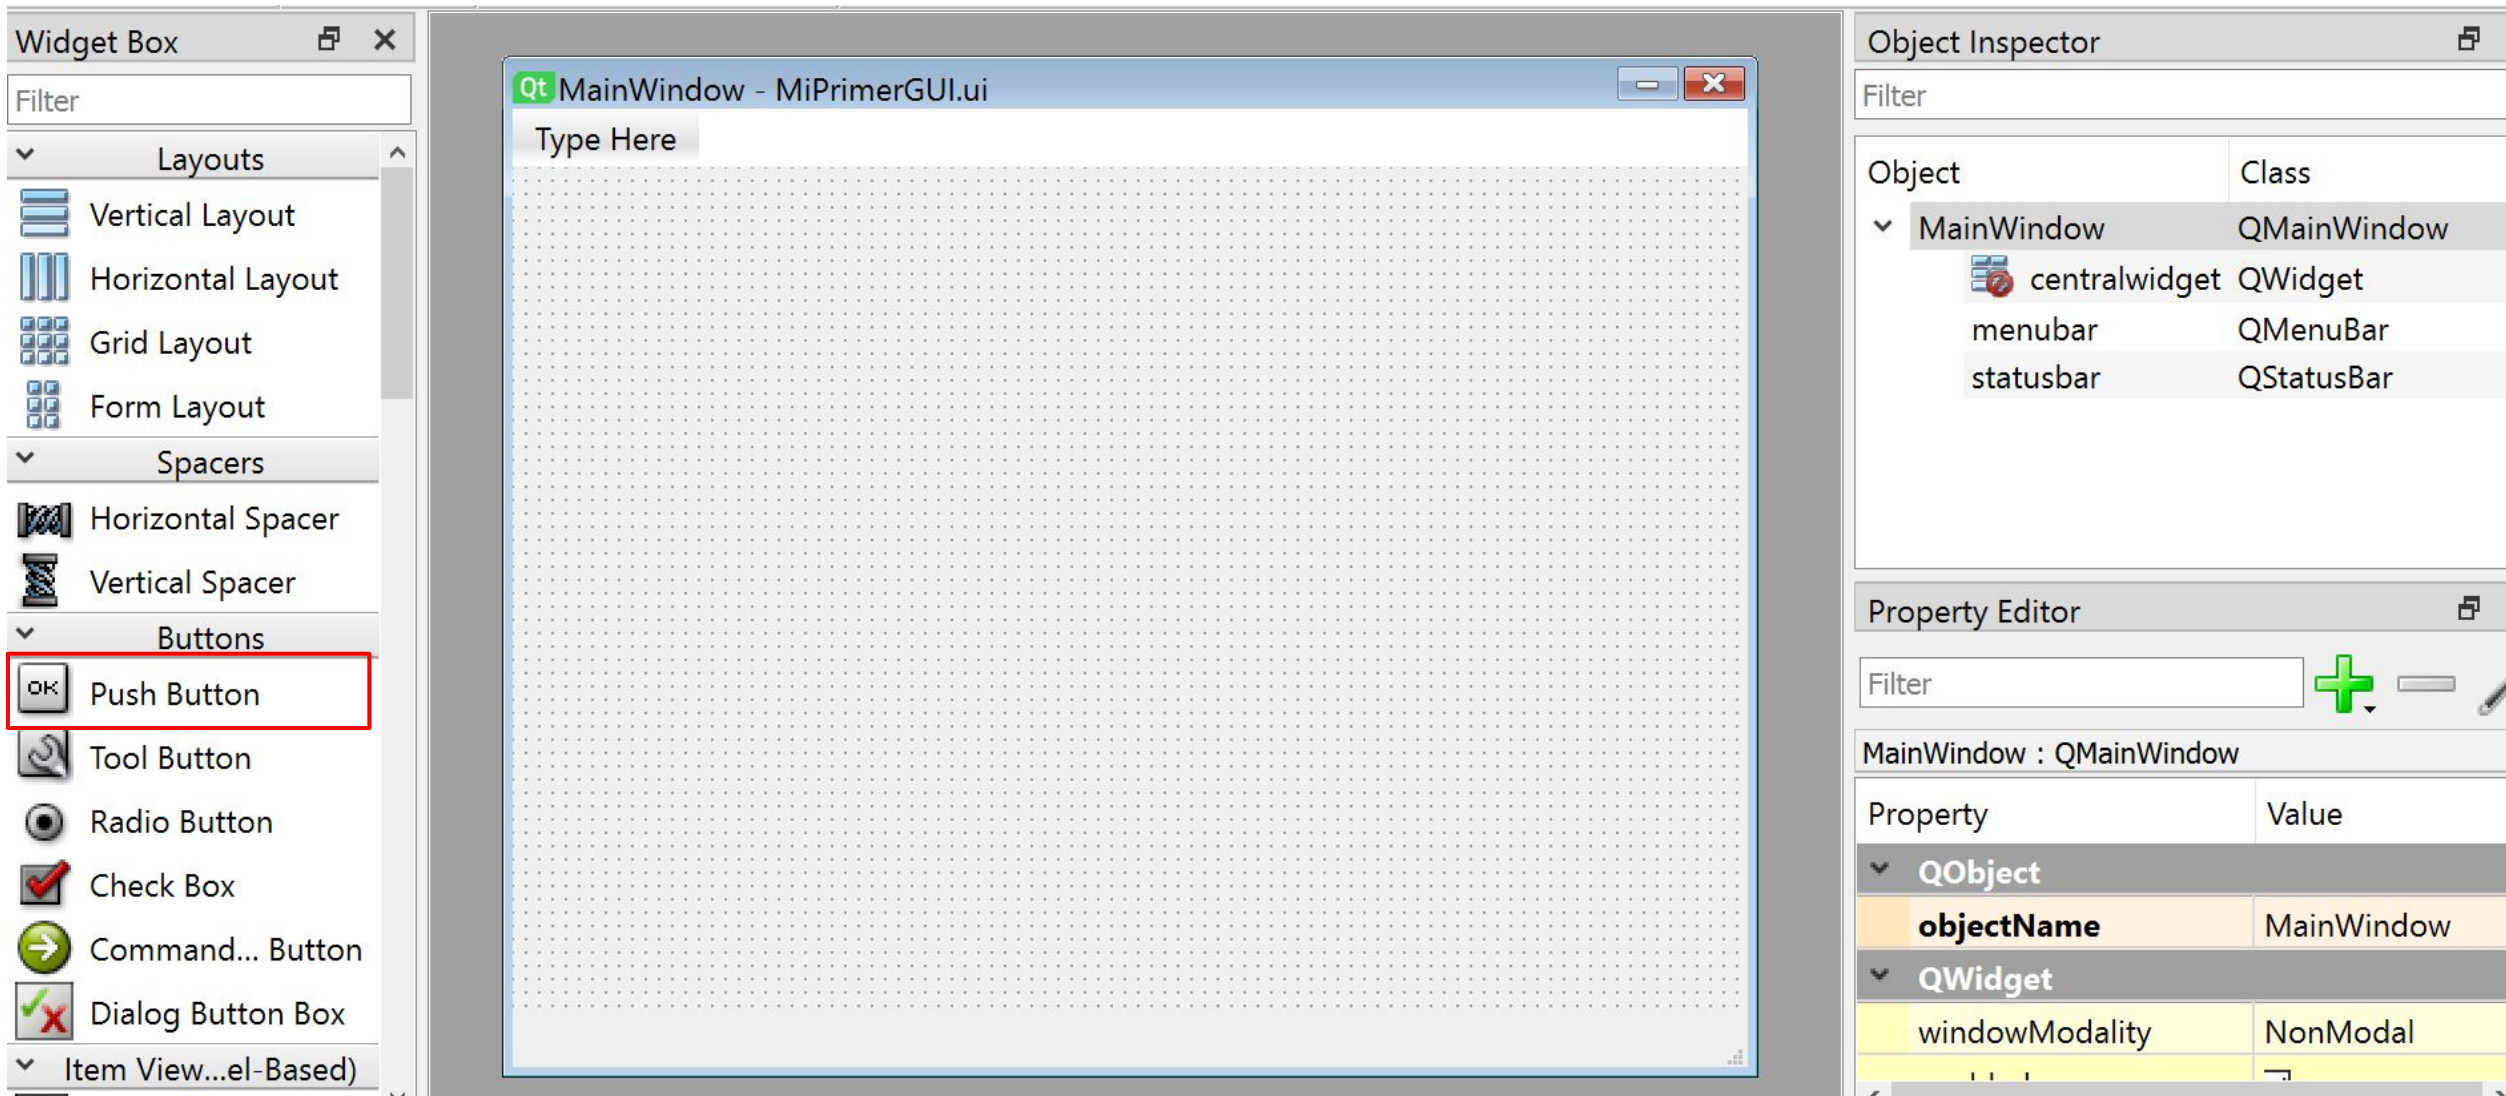 Widget Box
Filter
Layouts
Vertical Layout
Horizontal Layout
Grid Layout
Form Layout
Spacers
Horizontal Spacer
Vertical Spacer
Buttons
OK Push Button
Tool Button
Radio Button
Check Box
Command... Button
Dialog Button Box
Item View...el-Based)
Qt MainWindow - MiPrimerGUI.ui
Type Here
Object Inspector
Filter
Object Class
MainWindow QMainWindow
centralwidget QWidget
menubar QMenuBar
statusbar QStatusBar
Property Editor
Filter
MainWindow : QMainWindow
Property Value
QObject
objectName MainWindow
QWidget
windowModality NonModal